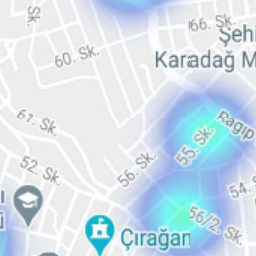 Sk.
66. Sk.
Şehi
60. Sk.
Karadağ M
Ragıp
61. Sk.
55. Sk.
52. Sk.
56. Sk.
54.
ı
ü
56/2. Sk.
Çırağan